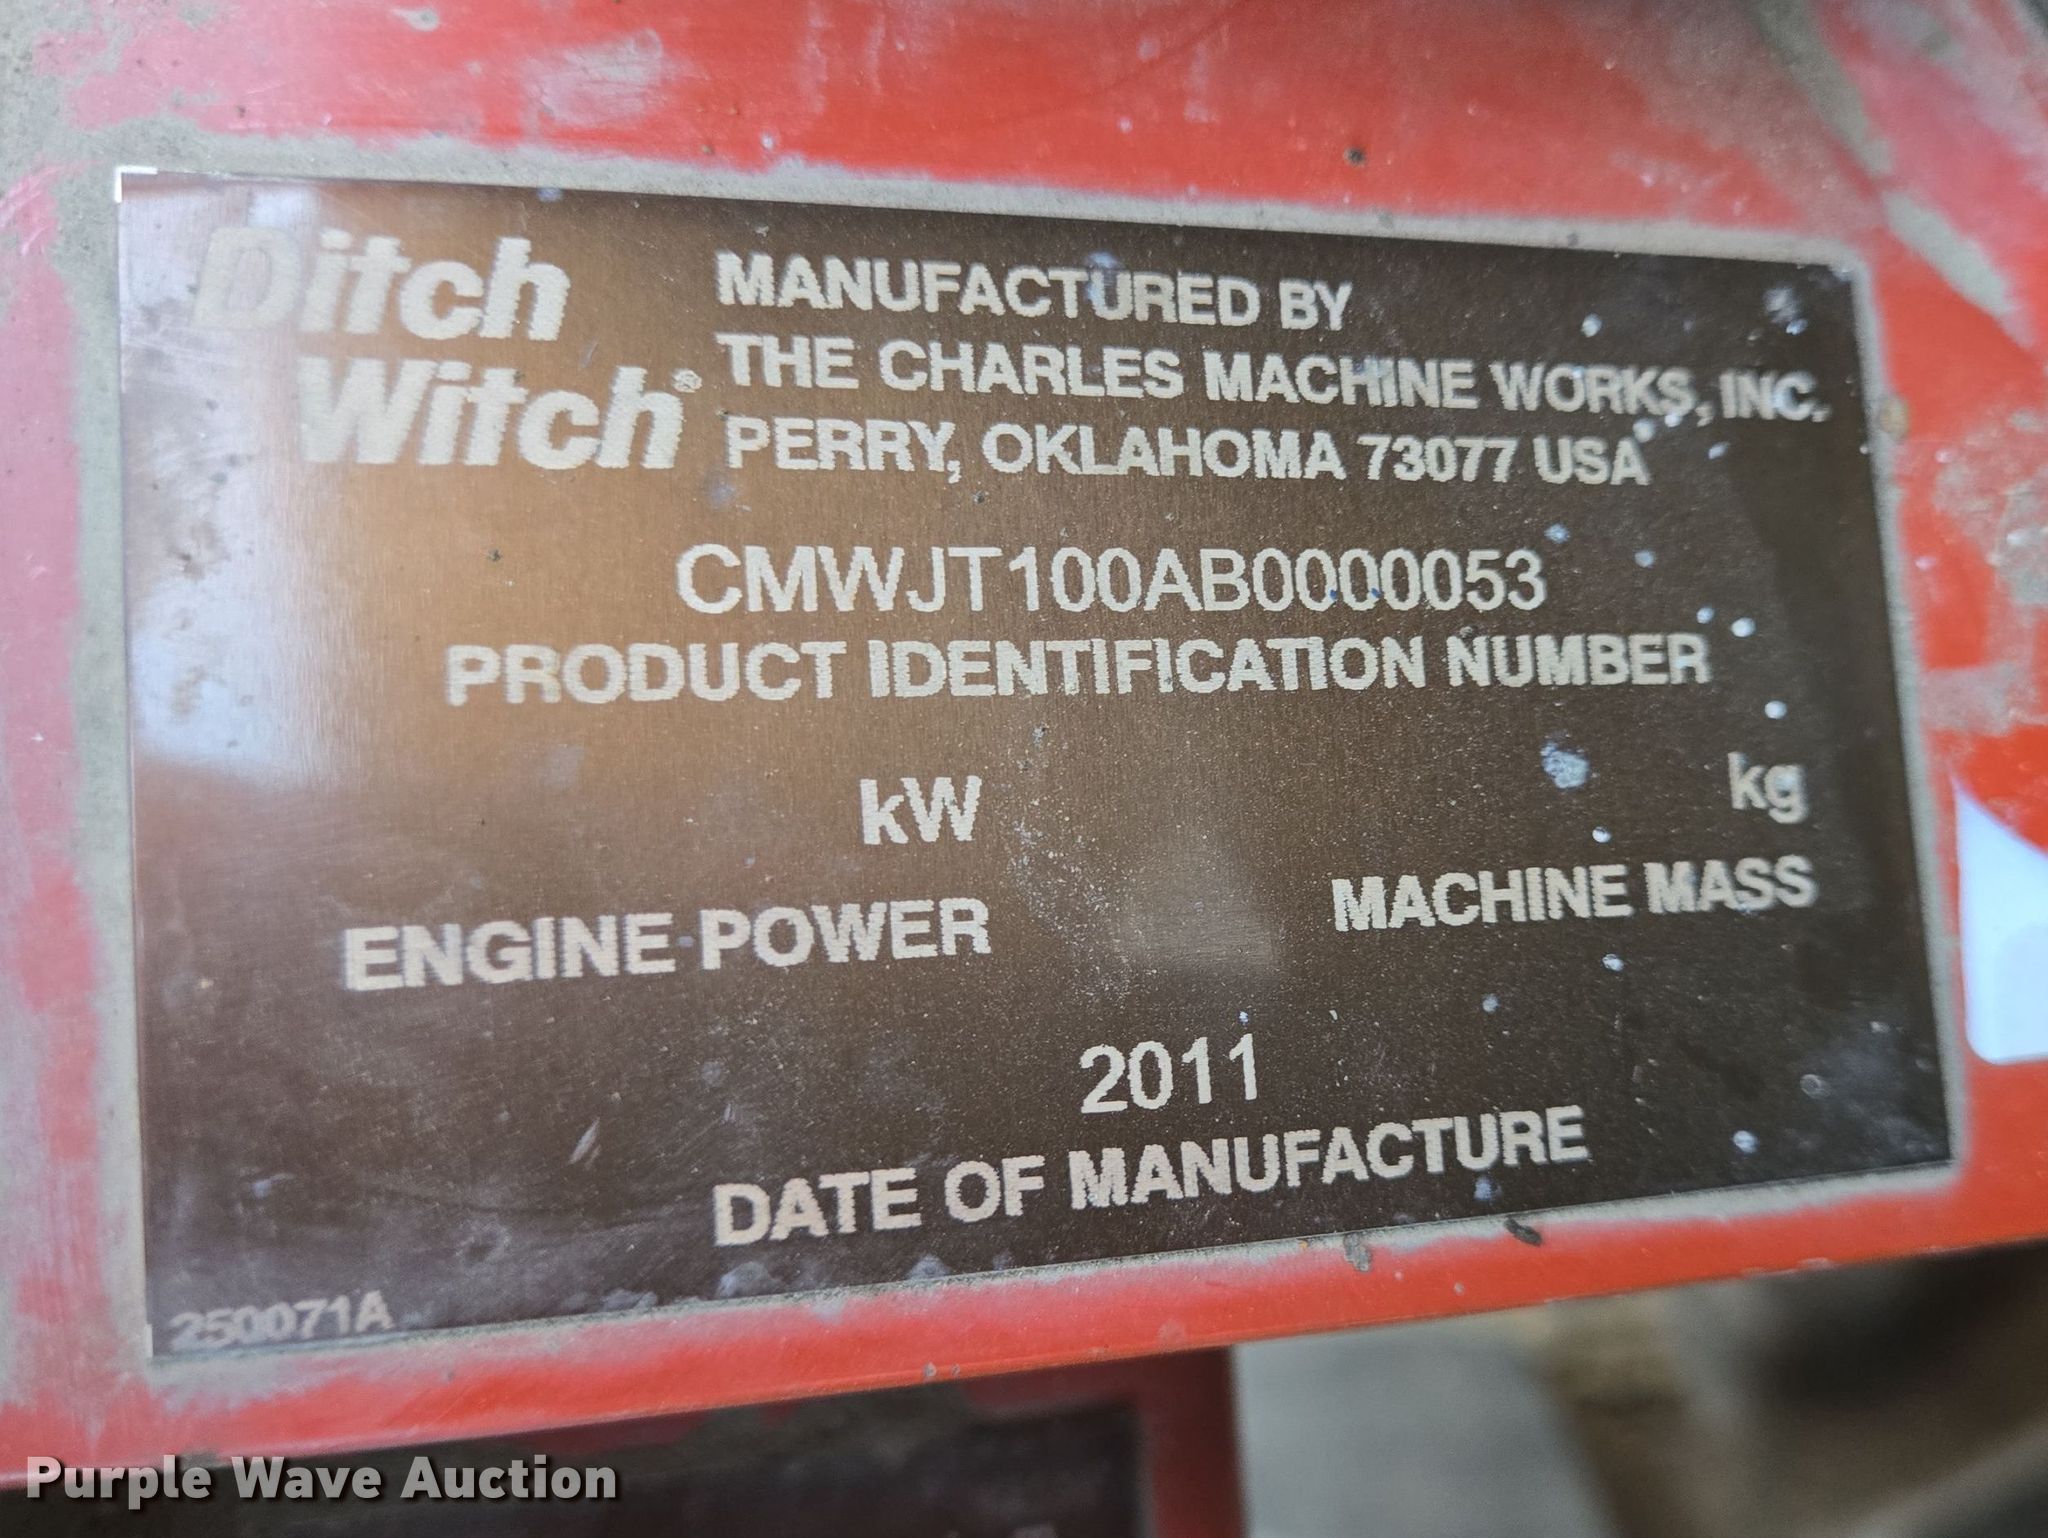 Ditch
Witch®
MANUFACTURED BY
THE CHARLES MACHINE WORKS, INC.
PERRY, OKLAHOMA 73077 USA
CMWJT100AB0000053
PRODUCT IDENTIFICATION NUMBER
kW
ENGINE POWER
kg
MACHINE MASS
2011
DATE OF MANUFACTURE
250071A
Purple Wave Auction